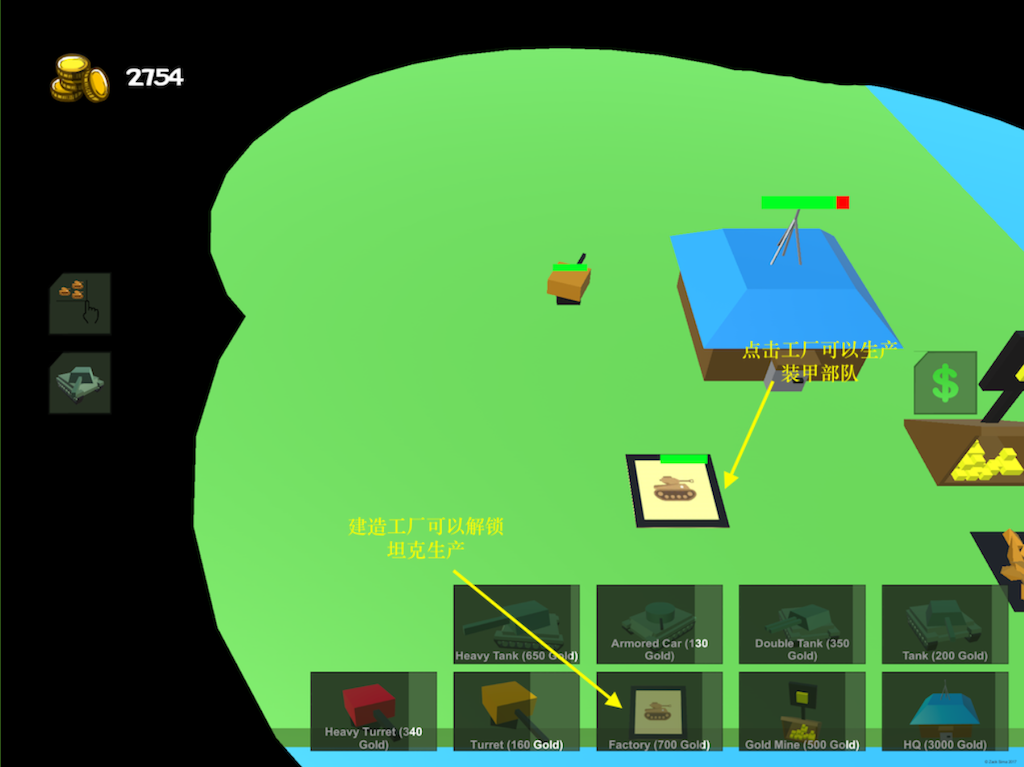 2754
点击工厂可以生产
装甲部队
建造工厂可以解锁
坦克生产
Heavy Tank (650 Gold)
Armored Car (130
Gold)
Double Tank (350
Gold)
Tank (200 Gold)
Heavy Turret (340
Gold)
Turret (160 Gold)
Factory (700 Gold)
Gold Mine (500 Gold)
HQ (3000 Gold)